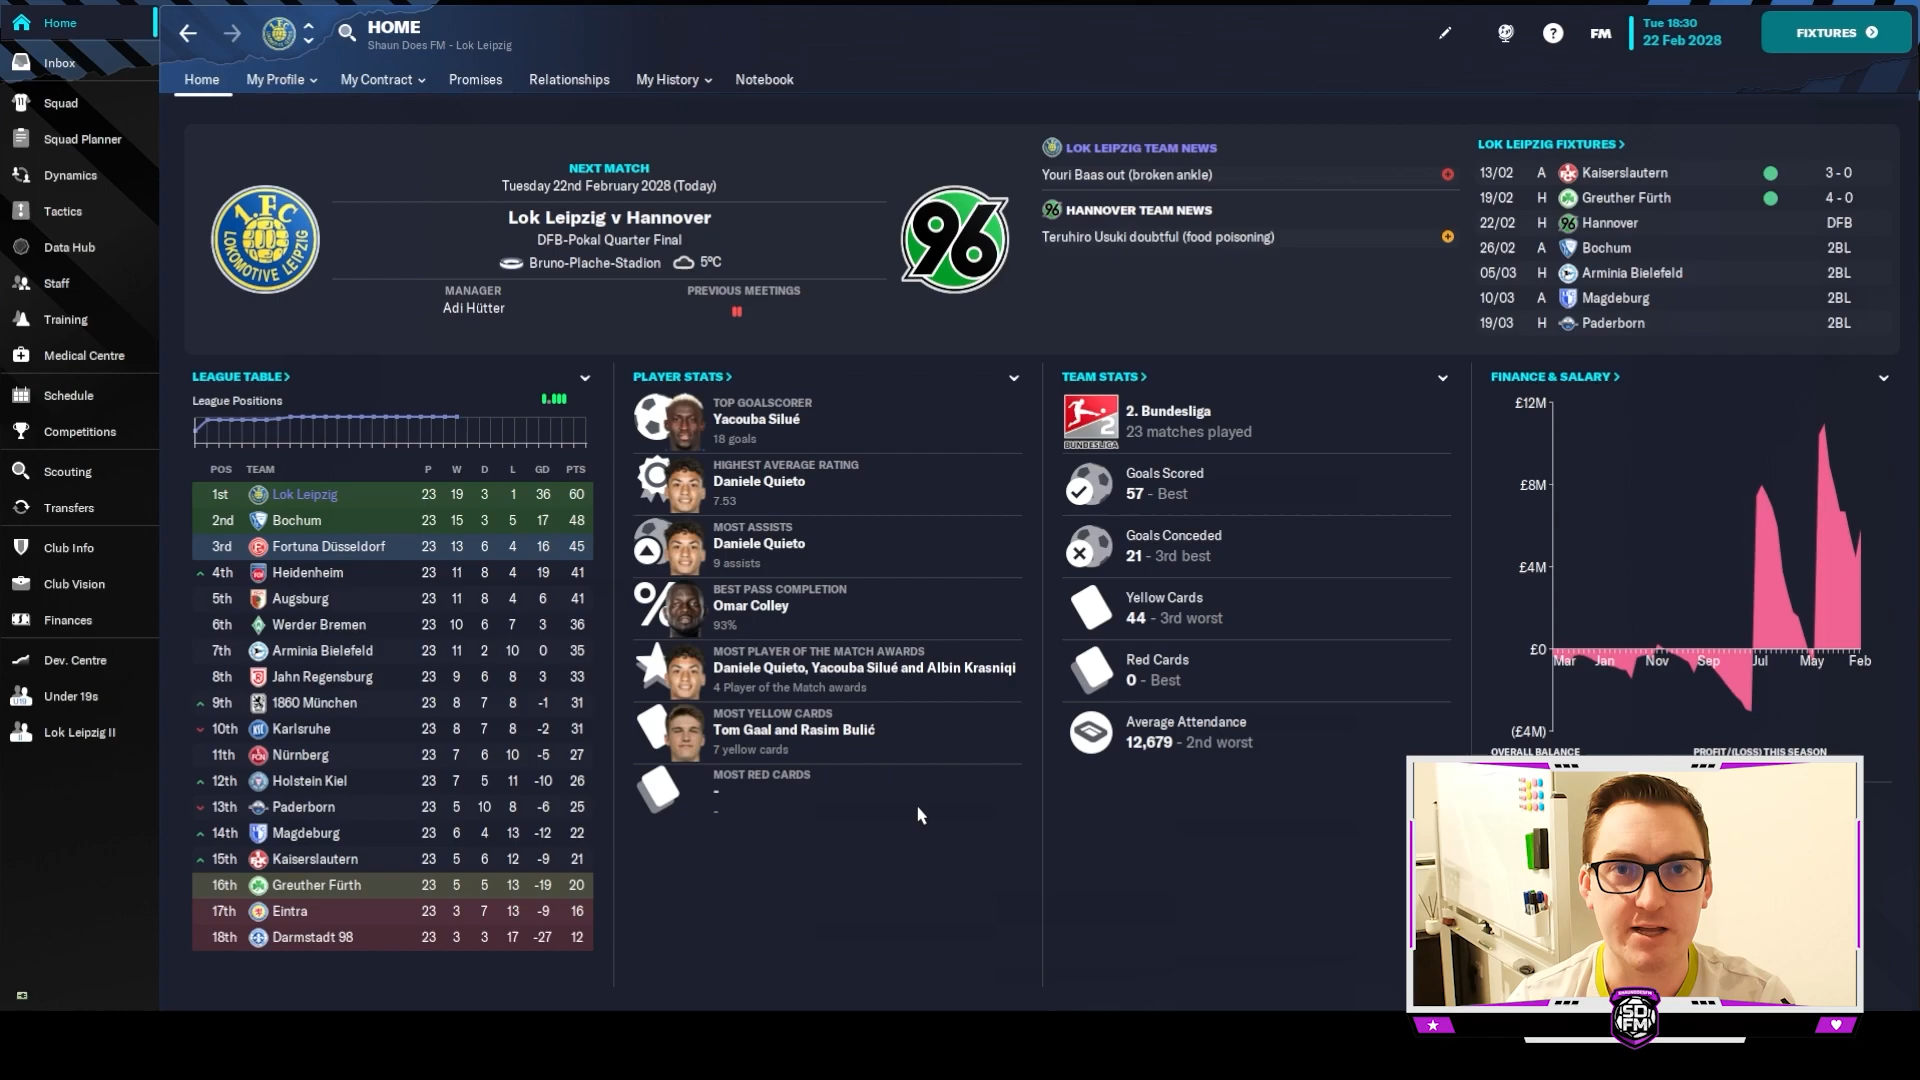 Home
Inbox
Squad
Squad Planner
Dynamics
Tactics
Data Hub
Staff
Training
Medical Centre
Schedule
Competitions
Scouting
Transfers
Club Info
Club Vision
Finances
Dev. Centre
Under 19s
Lok Leipzig II
HOME
Shaun Does FM - Lok Leipzig
FM
Tue 18:30
22 Feb 2028
FIXTURES
Home My Profile My Contract Promises Relationships My History Notebook
1.FC
LOKOMOTIVE LEIPZIG
NEXT MATCH
Tuesday 22nd February 2028 (Today)
Lok Leipzig v Hannover
DFB-Pokal Quarter Final
Bruno-Plache-Stadion 5°C
MANAGER
Adi Hütter
PREVIOUS MEETINGS
96
LOK LEIPZIG TEAM NEWS
Youri Baas out (broken ankle)
HANNOVER TEAM NEWS
Teruhiro Usuki doubtful (food poisoning)
LOK LEIPZIG FIXTURES
13/02 A Kaiserslautern 3 - 0
19/02 H Greuther Fürth 4 - 0
22/02 H Hannover DFB
26/02 A Bochum 2BL
05/03 H Arminia Bielefeld 2BL
10/03 A Magdeburg 2BL
19/03 H Paderborn 2BL
LEAGUE TABLE
League Positions
POS TEAM P W D L GD PTS
1st Lok Leipzig 23 19 3 1 36 60
2nd Bochum 23 15 3 5 17 48
3rd Fortuna Düsseldorf 23 13 6 4 16 45
4th Heidenheim 23 11 8 4 19 41
5th Augsburg 23 11 8 4 6 41
6th Werder Bremen 23 10 6 7 3 36
7th Arminia Bielefeld 23 11 2 10 0 35
8th Jahn Regensburg 23 9 6 8 3 33
9th 1860 München 23 8 7 8 -1 31
10th Karlsruhe 23 8 7 8 -2 31
11th Nürnberg 23 7 6 10 -5 27
12th Holstein Kiel 23 7 5 11 -10 26
13th Paderborn 23 5 10 8 -6 25
14th Magdeburg 23 6 4 13 -12 22
15th Kaiserslautern 23 5 6 12 -9 21
16th Greuther Fürth 23 5 5 13 -19 20
17th Eintra 23 3 7 13 -9 16
18th Darmstadt 98 23 3 3 17 -27 12
PLAYER STATS
TOP GOALSCORER
Yacouba Silué
18 goals
HIGHEST AVERAGE RATING
Daniele Quieto
7.53
MOST ASSISTS
Daniele Quieto
9 assists
BEST PASS COMPLETION
Omar Colley
93%
MOST PLAYER OF THE MATCH AWARDS
Daniele Quieto, Yacouba Silué and Albin Krasniqi
4 Player of the Match awards
MOST YELLOW CARDS
Tom Gaal and Rasim Bulić
7 yellow cards
MOST RED CARDS
-
-
TEAM STATS
2
BUNDESLIGA
2. Bundesliga
23 matches played
Goals Scored
57 - Best
Goals Conceded
21 - 3rd best
Yellow Cards
44 - 3rd worst
Red Cards
0 - Best
Average Attendance
12,679 - 2nd worst
FINANCE & SALARY
£12M
£8M
£4M
£0
(£4M)
Mar Jan Nov Sep Jul May Feb
OVERALL BALANCE
PROFIT/(LOSS) THIS SEASON
SHAUNDOESFM
SD
FM